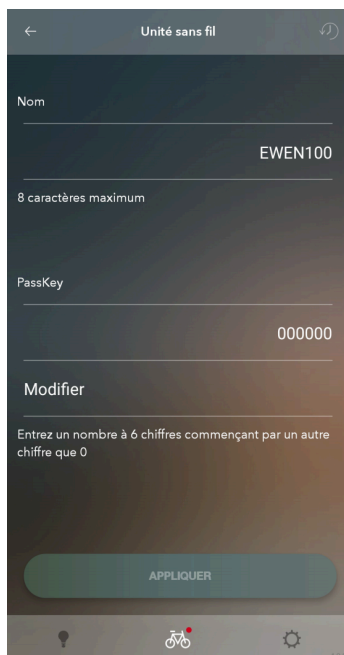 Unité sans fil
Nom
EWEN100
8 caractères maximum
PassKey
000000
Modifier
Entrez un nombre à 6 chiffres commençant par un autre
chiffre que 0
APPLIQUER